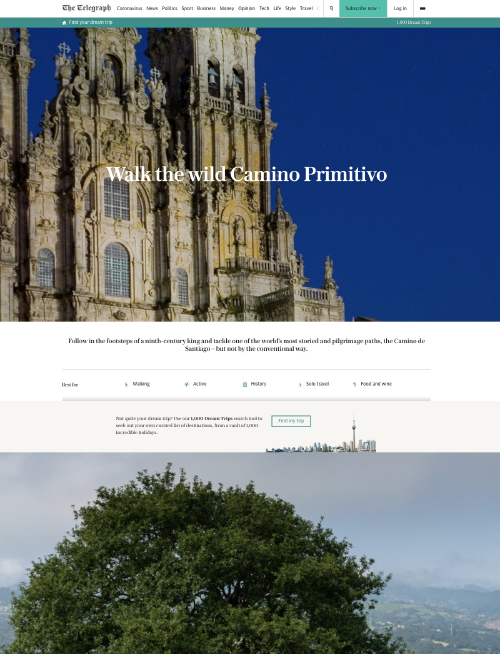 The Telegraph
Coronavirus News Politics Sport Business Money Opinion Tech Life Style Travel
Subscribe now
Log in
Find your dream trip
1,000 Dream Trips
Walk the wild Camino Primitivo
Follow in the footsteps of a ninth-century king and tackle one of the world's most storied and pilgrimage paths, the Camino de
Santiago – but not by the conventional way.
Best for:
Walking
Active
History
Solo travel
Food and wine
Not quite your dream trip? Use our 1,000 Dream Trips search tool to
seek out your own curated list of destinations, from a vault of 1,000
incredible holidays.
Find my trip